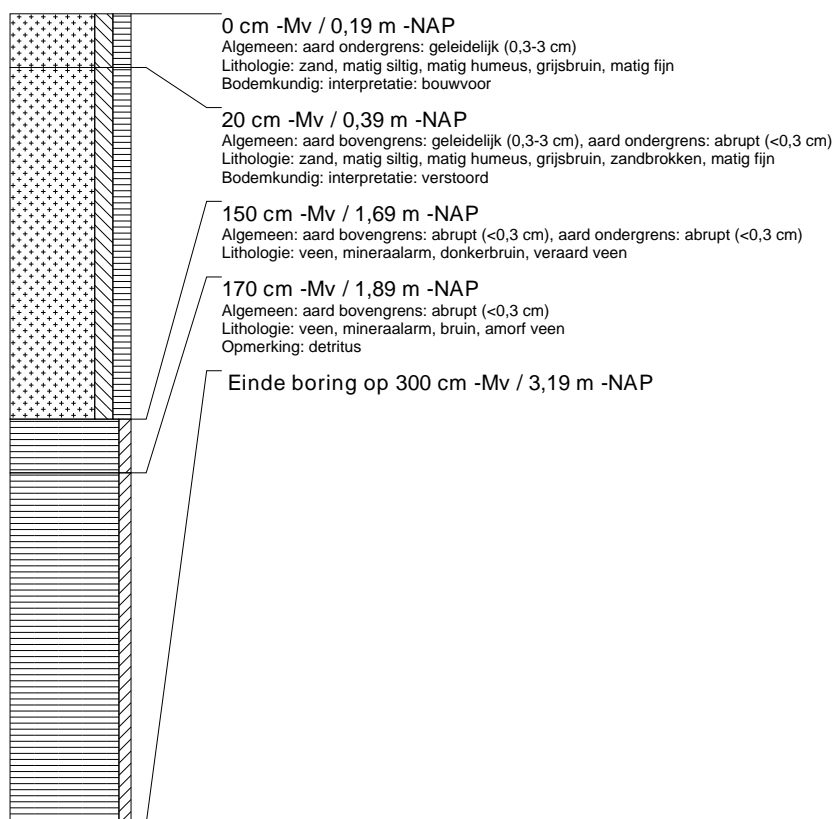 0 cm -Mv / 0,19 m -NAP
Algemeen: aard ondergrens: geleidelijk (0,3-3 cm)
Lithologie: zand, matig siltig, matig humeus, grijsbruin, matig fijn
Bodemkundig: interpretatie: bouwvoor
20 cm -Mv / 0,39 m -NAP
Algemeen: aard bovengrens: geleidelijk (0,3-3 cm), aard ondergrens: abrupt (<0,3 cm)
Lithologie: zand, matig siltig, matig humeus, grijsbruin, zandbrokken, matig fijn
Bodemkundig: interpretatie: verstoord
150 cm -Mv / 1,69 m -NAP
Algemeen: aard bovengrens: abrupt (<0,3 cm), aard ondergrens: abrupt (<0,3 cm)
Lithologie: veen, mineraalarm, donkerbruin, veraard veen
170 cm -Mv / 1,89 m -NAP
Algemeen: aard bovengrens: abrupt (<0,3 cm)
Lithologie: veen, mineraalarm, bruin, amorf veen
Opmerking: detritus
Einde boring op 300 cm -Mv / 3,19 m -NAP